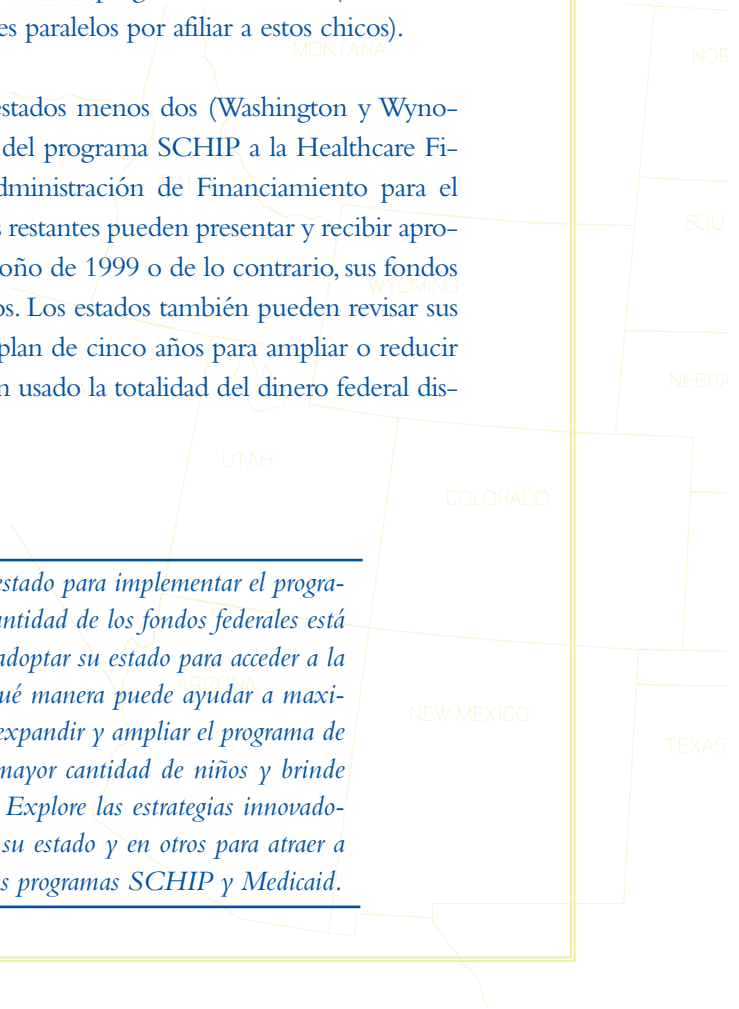 es paralelos por afiliar a estos chicos).
MONTANA
NOR
estados menos dos (Washington y Wyno-
del programa SCHIP a la Healthcare Fi-
dministración de Financiamiento para el
s restantes pueden presentar y recibir apro-
SOU
oño de 1999 o de lo contrario, sus fondos
WYOMING
os. Los estados también pueden revisar sus
plan de cinco años para ampliar o reducir
n usado la totalidad del dinero federal dis-
NEBRA
UTAH
COLORADO
estado para implementar el progra-
antidad de los fondos federales está
adoptar su estado para acceder a la
ARIZONA
ué manera puede ayudar a maxi-
NEW MEXICO
expandir y ampliar el programa de
TEXAS
mayor cantidad de niños y brinde
Explore las estrategias innovado-
su estado y en otros para atraer a
s programas SCHIP y Medicaid.